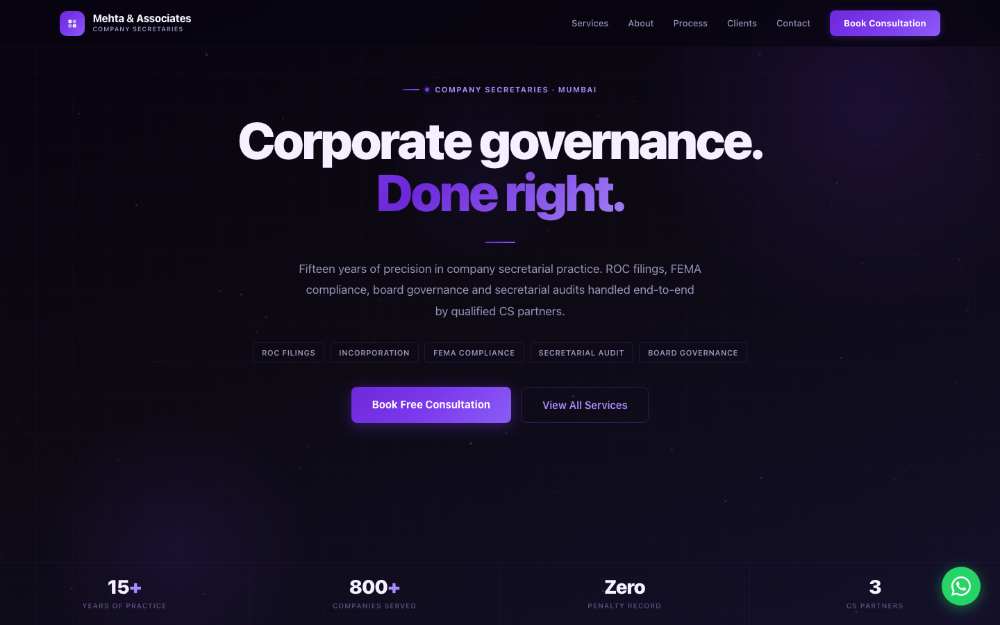 Mehta & Associates
COMPANY SECRETARIES
Services About Process Clients Contact Book Consultation
COMPANY SECRETARIES · MUMBAI
Corporate governance.
Done right.
Fifteen years of precision in company secretarial practice. ROC filings, FEMA
compliance, board governance and secretarial audits handled end-to-end
by qualified CS partners.
ROC FILINGS INCORPORATION FEMA COMPLIANCE SECRETARIAL AUDIT BOARD GOVERNANCE
Book Free Consultation View All Services
15+ 800+ Zero 3
YEARS OF PRACTICE COMPANIES SERVED PENALTY RECORD CS PARTNERS